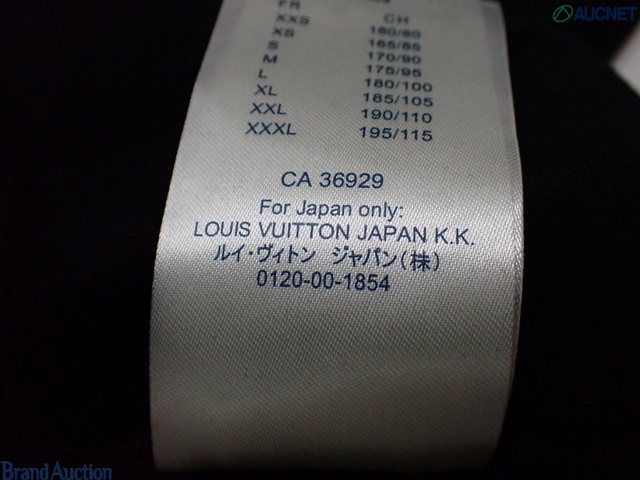 AUCNET
FR CH
XXS 160/80
XS 165/85
S 170/90
M 175/95
L 180/100
XL 185/105
XXL 190/110
XXXL 195/115
CA 36929
For Japan only:
LOUIS VUITTON JAPAN K.K.
ルイ・ヴィトン ジャパン(株)
0120-00-1854
Brand Auction